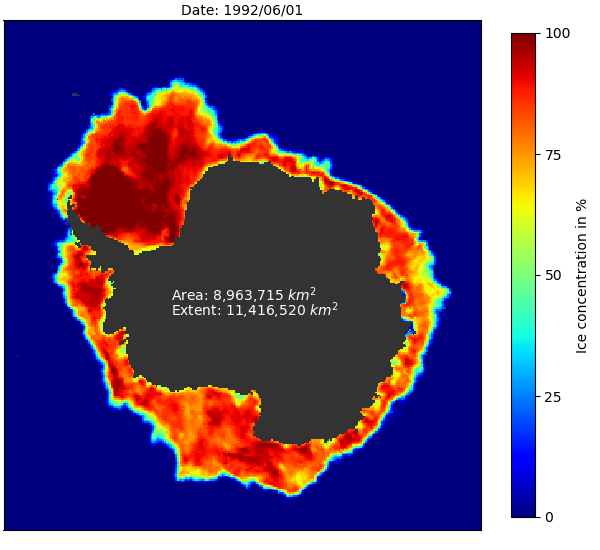 Date: 1992/06/01
100
75
50
25
0
Ice concentration in %
Area: 8,963,715 km²
Extent: 11,416,520 km²